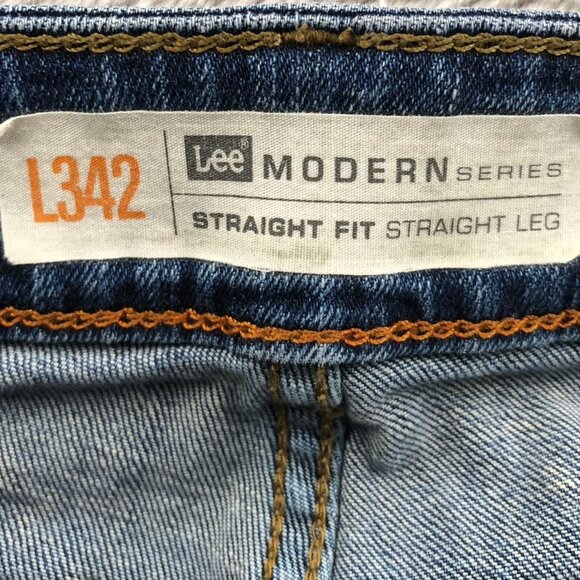 L342
Lee® MODERN SERIES
STRAIGHT FIT STRAIGHT LEG